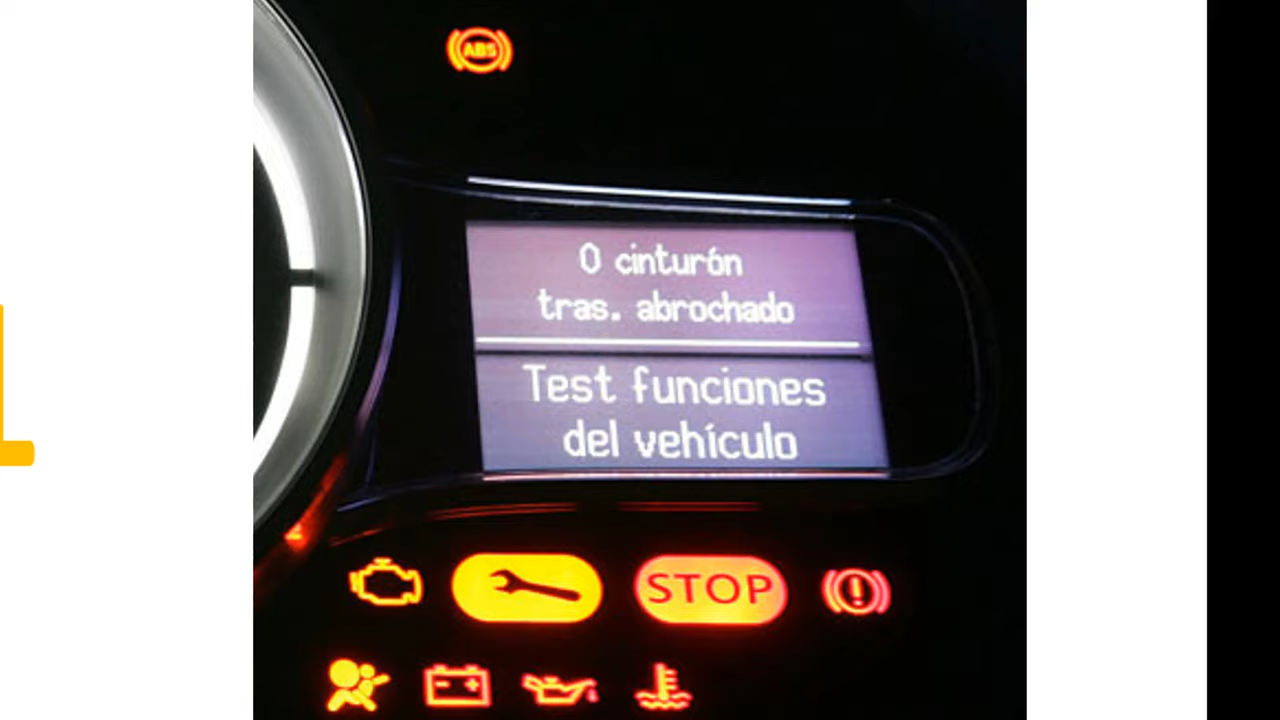 ABS
0 cinturón
tras. abrochado
Test funciones
del vehículo
STOP